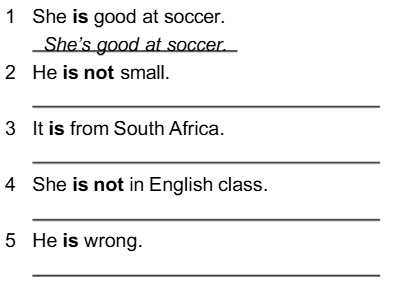 1 She is good at soccer.
She's good at soccer.
2 He is not small.
3 It is from South Africa.
4 She is not in English class.
5 He is wrong.